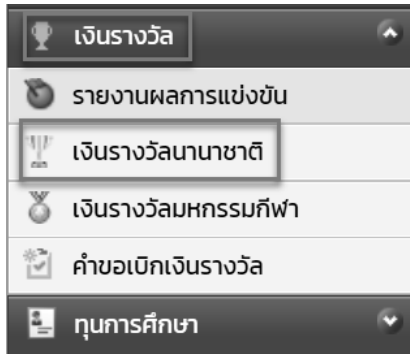 เงินรางวัล
รายงานผลการแข่งขัน
เงินรางวัลนานาชาติ
เงินรางวัลมหกรรมกีฬา
คำขอเบิกเงินรางวัล
ทุนการศึกษา